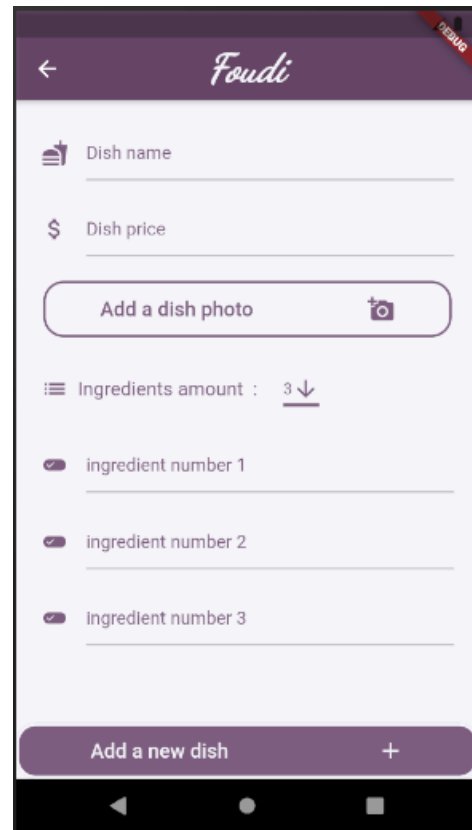 DEBUG
Foudi
Dish name
$ Dish price
Add a dish photo
Ingredients amount : 3
ingredient number 1
ingredient number 2
ingredient number 3
Add a new dish +